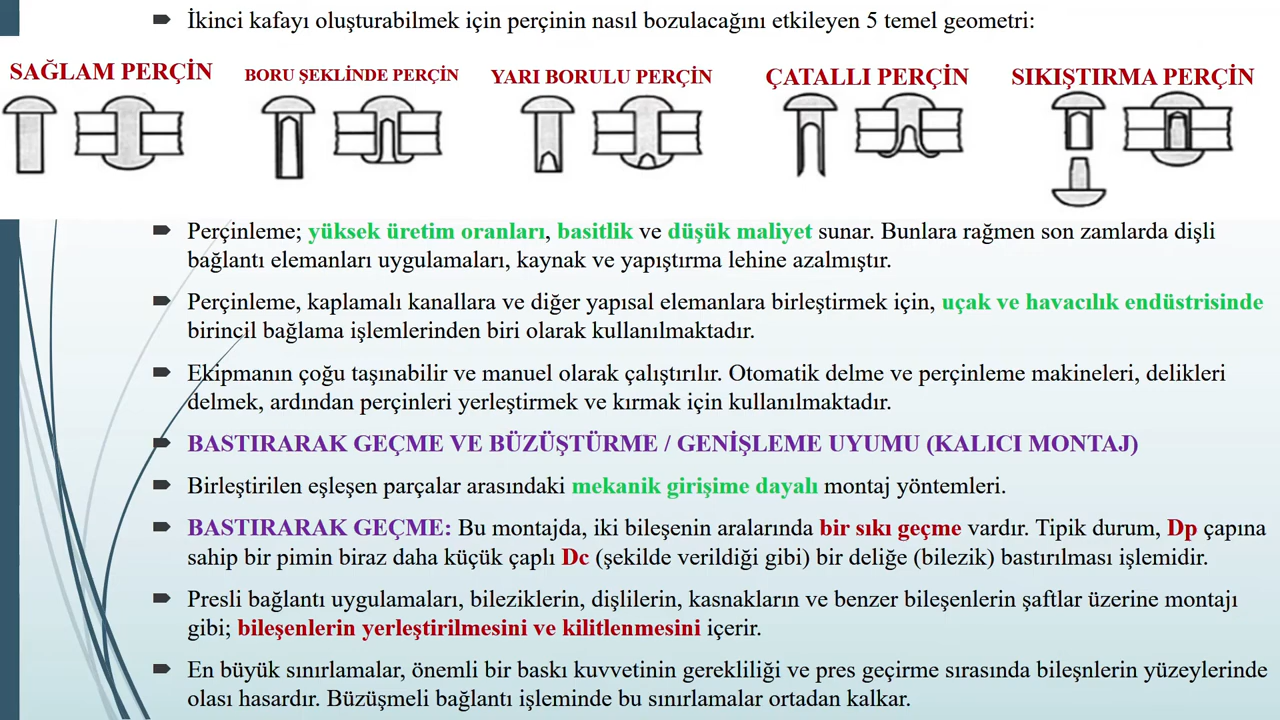 İkinci kafayı oluşturabilmek için perçinin nasıl bozulacağını etkileyen 5 temel geometri:
SAĞLAM PERÇİN
BORU ŞEKLİNDE PERÇİN
YARI BORULU PERÇİN
ÇATALLI PERÇİN
SIKIŞTIRMA PERÇİN
Perçinleme; yüksek üretim oranları, basitlik ve düşük maliyet sunar. Bunlara rağmen son zamlarda dişli
bağlantı elemanları uygulamaları, kaynak ve yapıştırma lehine azalmıştır.
Perçinleme, kaplamalı kanallara ve diğer yapısal elemanlara birleştirmek için, uçak ve havacılık endüstrisinde
birincil bağlama işlemlerinden biri olarak kullanılmaktadır.
Ekipmanın çoğu taşınabilir ve manuel olarak çalıştırılır. Otomatik delme ve perçinleme makineleri, delikleri
delmek, ardından perçinleri yerleştirmek ve kırmak için kullanılmaktadır.
BASTIRARAK GEÇME VE BÜZÜŞTÜRME / GENİŞLEME UYUMU (KALICI MONTAJ)
Birleştirilen eşleşen parçalar arasındaki mekanik girişime dayalı montaj yöntemleri.
BASTIRARAK GEÇME: Bu montajda, iki bileşenin aralarında bir sıkı geçme vardır. Tipik durum, Dp çapına
sahip bir pimin biraz daha küçük çaplı Dc (şekilde verildiği gibi) bir deliğe (bilezik) bastırılması işlemidir.
Presli bağlantı uygulamaları, bileziklerin, dişlilerin, kasnakların ve benzer bileşenlerin şaftlar üzerine montajı
gibi; bileşenlerin yerleştirilmesini ve kilitlenmesini içerir.
En büyük sınırlamalar, önemli bir baskı kuvvetinin gerekliliği ve pres geçirme sırasında bileşnlerin yüzeylerinde
olası hasardır. Büzüşmeli bağlantı işleminde bu sınırlamalar ortadan kalkar.